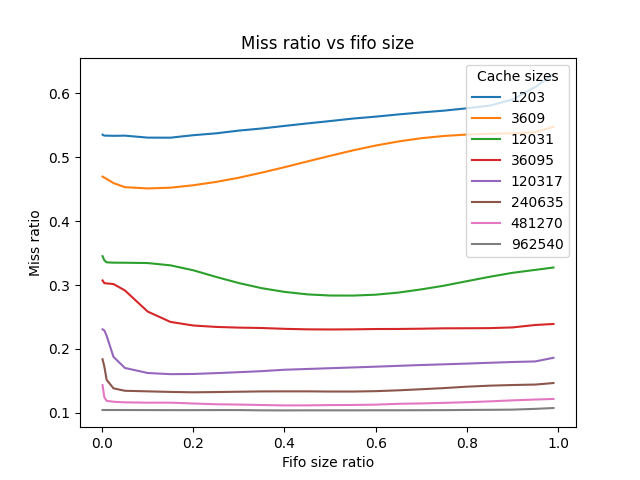 Miss ratio vs fifo size
Cache sizes
1203
3609
12031
36095
120317
240635
481270
962540
Miss ratio
0.6
0.5
0.4
0.3
0.2
0.1
0.0 0.2 0.4 0.6 0.8 1.0
Fifo size ratio